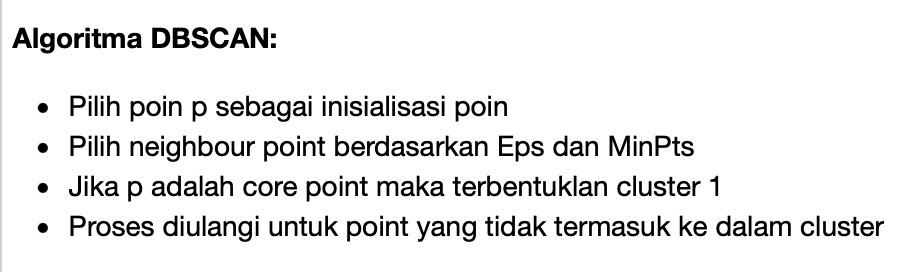 Algoritma DBSCAN:
• Pilih poin p sebagai inisialisasi poin
• Pilih neighbour point berdasarkan Eps dan MinPts
• Jika p adalah core point maka terbentuklan cluster 1
• Proses diulangi untuk point yang tidak termasuk ke dalam cluster